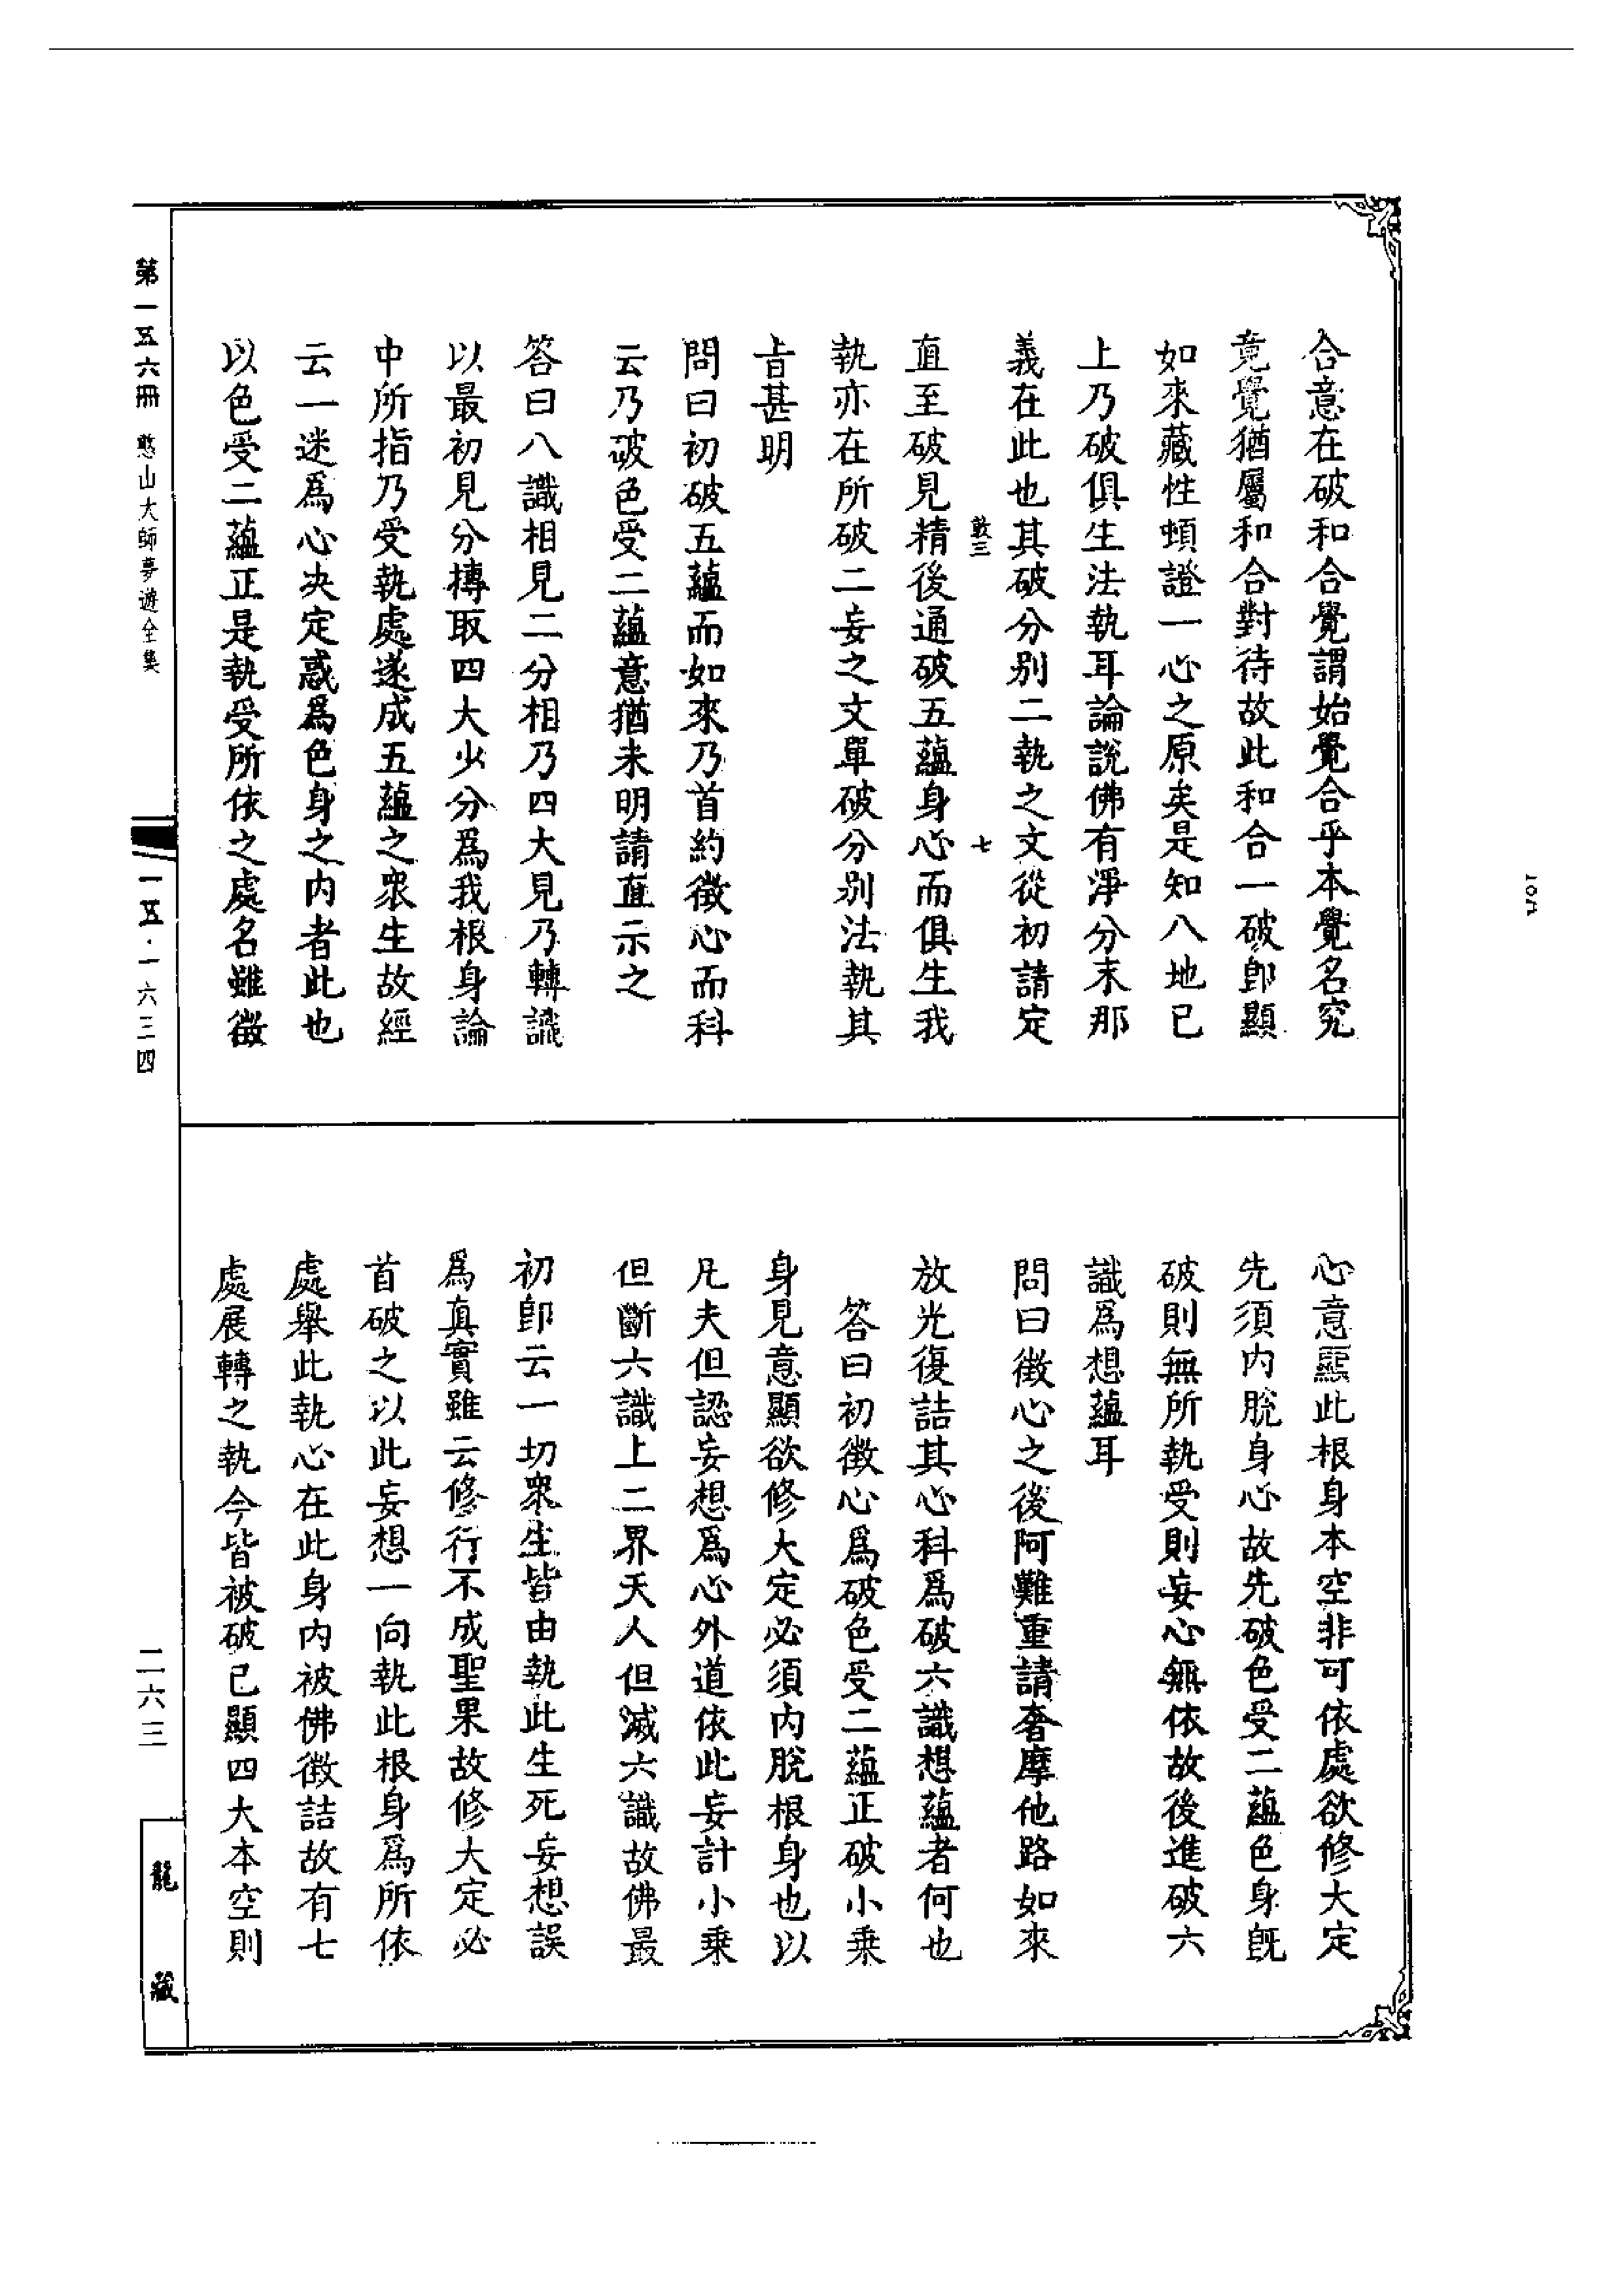 合意在破和合覺謂始覺合乎本覺名究
竟覺猶屬和合對待故此和合一破卽顯
如來藏性頓證一心之原矣是知八地已
上乃破俱生法執耳論說佛有淨分末那
義在此也其破分别二執之文從初請定
敦三 七
直至破見精後通破五蘊身心而俱生我
執亦在所破二妄之文單破分别法執其
旨甚明
問曰初破五蘊而如來乃首約徵心而科
云乃破色受二蘊意猶未明請直示之
答曰八識相見二分相乃四大見乃轉識
以最初見分摶取四大少分爲我根身論
中所指乃受執處遂成五蘊之衆生故經
云一迷爲心决定惑爲色身之内者此也
以色受二蘊正是執受所依之處名雖徵
心意顯此根身本空非可依處欲修大定
先須内脫身心故先破色受二蘊色身旣
破則無所執受則妄心無依故後進破六
識爲想蘊耳
問曰徵心之後阿難重請奢摩他路如來
放光復詰其心科爲破六識想蘊者何也
答曰初徵心爲破色受二蘊正破小乗
身見意顯欲修大定必須内脫根身也以
凡夫但認妄想爲心外道依此妄計小乗
但斷六識上二界天人但滅六識故佛最
初卽云一切衆生皆由執此生死妄想誤
爲真實雖云修行不成聖果故修大定必
首破之以此妄想一向執此根身爲所依
處舉此執心在此身内被佛徵詰故有七
處展轉之執今皆被破已顯四大本空則
第一五六冊 憨山大師夢遊全集
一五·一六三四
二六三
龍藏